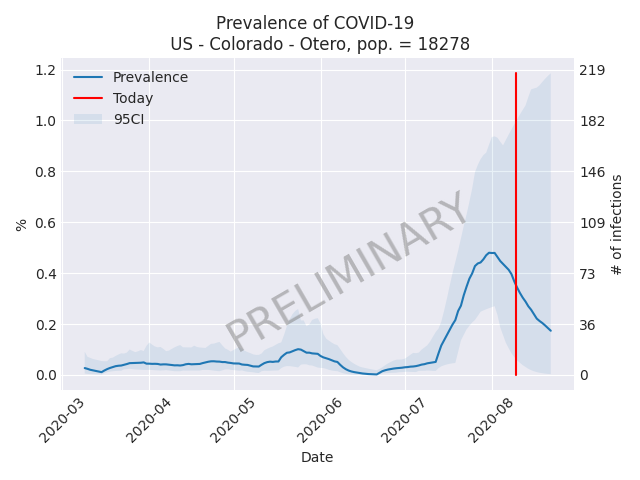 Prevalence of COVID-19
US - Colorado - Otero, pop. = 18278
Prevalence
Today
95CI
PRELIMINARY
%
1.2
1.0
0.8
0.6
0.4
0.2
0.0
219
182
146
109
73
36
0
# of infections
2020-03
2020-04
2020-05
2020-06
2020-07
2020-08
Date